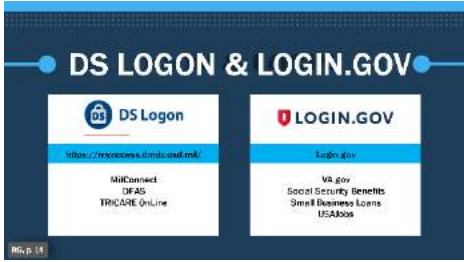 DS LOGON & LOGIN.GOV
DS
DS Logon
LOGIN.GOV
https://myaccess.dmdc.osd.mil/
Login.gov
MilConnect
DFAS
TRICARE OnLine
VA.gov
Social Security Benefits
Small Business Loans
USAJobs
RG, p. 14